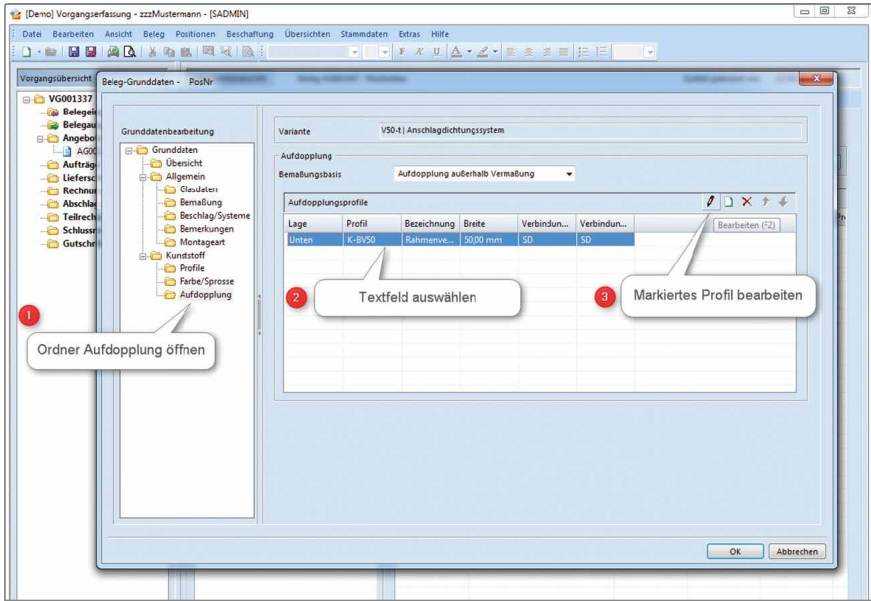 [Demo] Vorgangserfassung - zzzMustermann - [SADMIN]
Datei Bearbeiten Ansicht Beleg Positionen Beschaffung Übersichten Stammdaten Extras Hilfe
F K U
Vorgangsübersicht
VG001337
Belegei
Belegau
Angebo
AG00
Aufträg
Liefersc
Rechnu
Abschla
Teilrech
Schluss
Gutsch
Beleg-Grunddaten - PosNr
Grunddatenbearbeitung
Grunddaten
Übersicht
Allgemein
Glasdaten
Bemaßung
Beschlag/Systeme
Bemerkungen
Montageart
Kunststoff
Profile
Farbe/Sprosse
Aufdopplung
Variante V50-t | Anschlagdichtungssystem
Aufdopplung
Bemaßungsbasis Aufdopplung außerhalb Vermaßung
Aufdopplungsprofile
Lage Profil Bezeichnung Breite Verbindun... Verbindun...
Bearbeiten (F2)
Unten K-BV50 Rahmenve... 50,00 mm SD SD
1
Ordner Aufdopplung öffnen
2
Textfeld auswählen
3
Markiertes Profil bearbeiten
OK Abbrechen